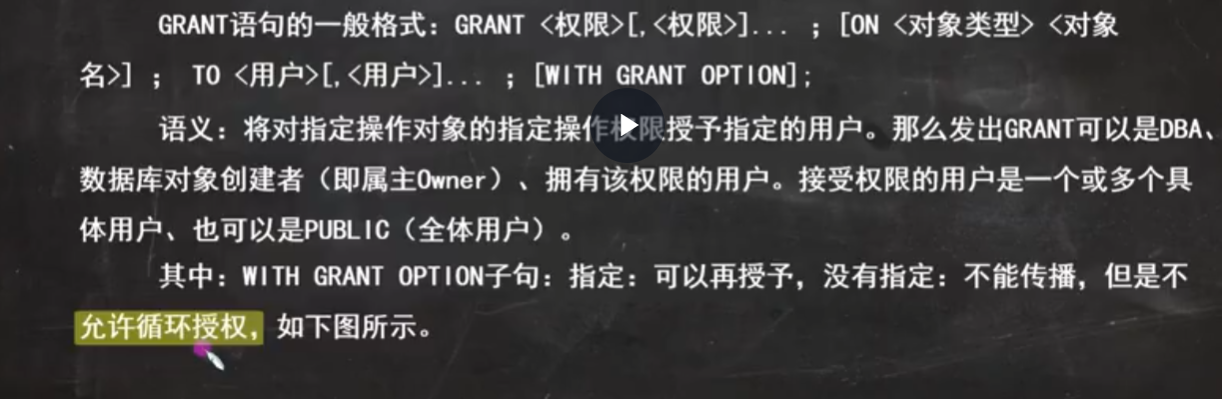 GRANT语句的一般格式：GRANT <权限>[,<权限>]... ；[ON <对象类型> <对象
名>] ； TO <用户>[,<用户>]... ；[WITH GRANT OPTION];
语义：将对指定操作对象的指定操作权限授予指定的用户。那么发出GRANT可以是DBA、
数据库对象创建者（即属主Owner）、拥有该权限的用户。接受权限的用户是一个或多个具
体用户、也可以是PUBLIC（全体用户）。
其中：WITH GRANT OPTION子句：指定：可以再授予，没有指定：不能传播，但是不
允许循环授权，如下图所示。